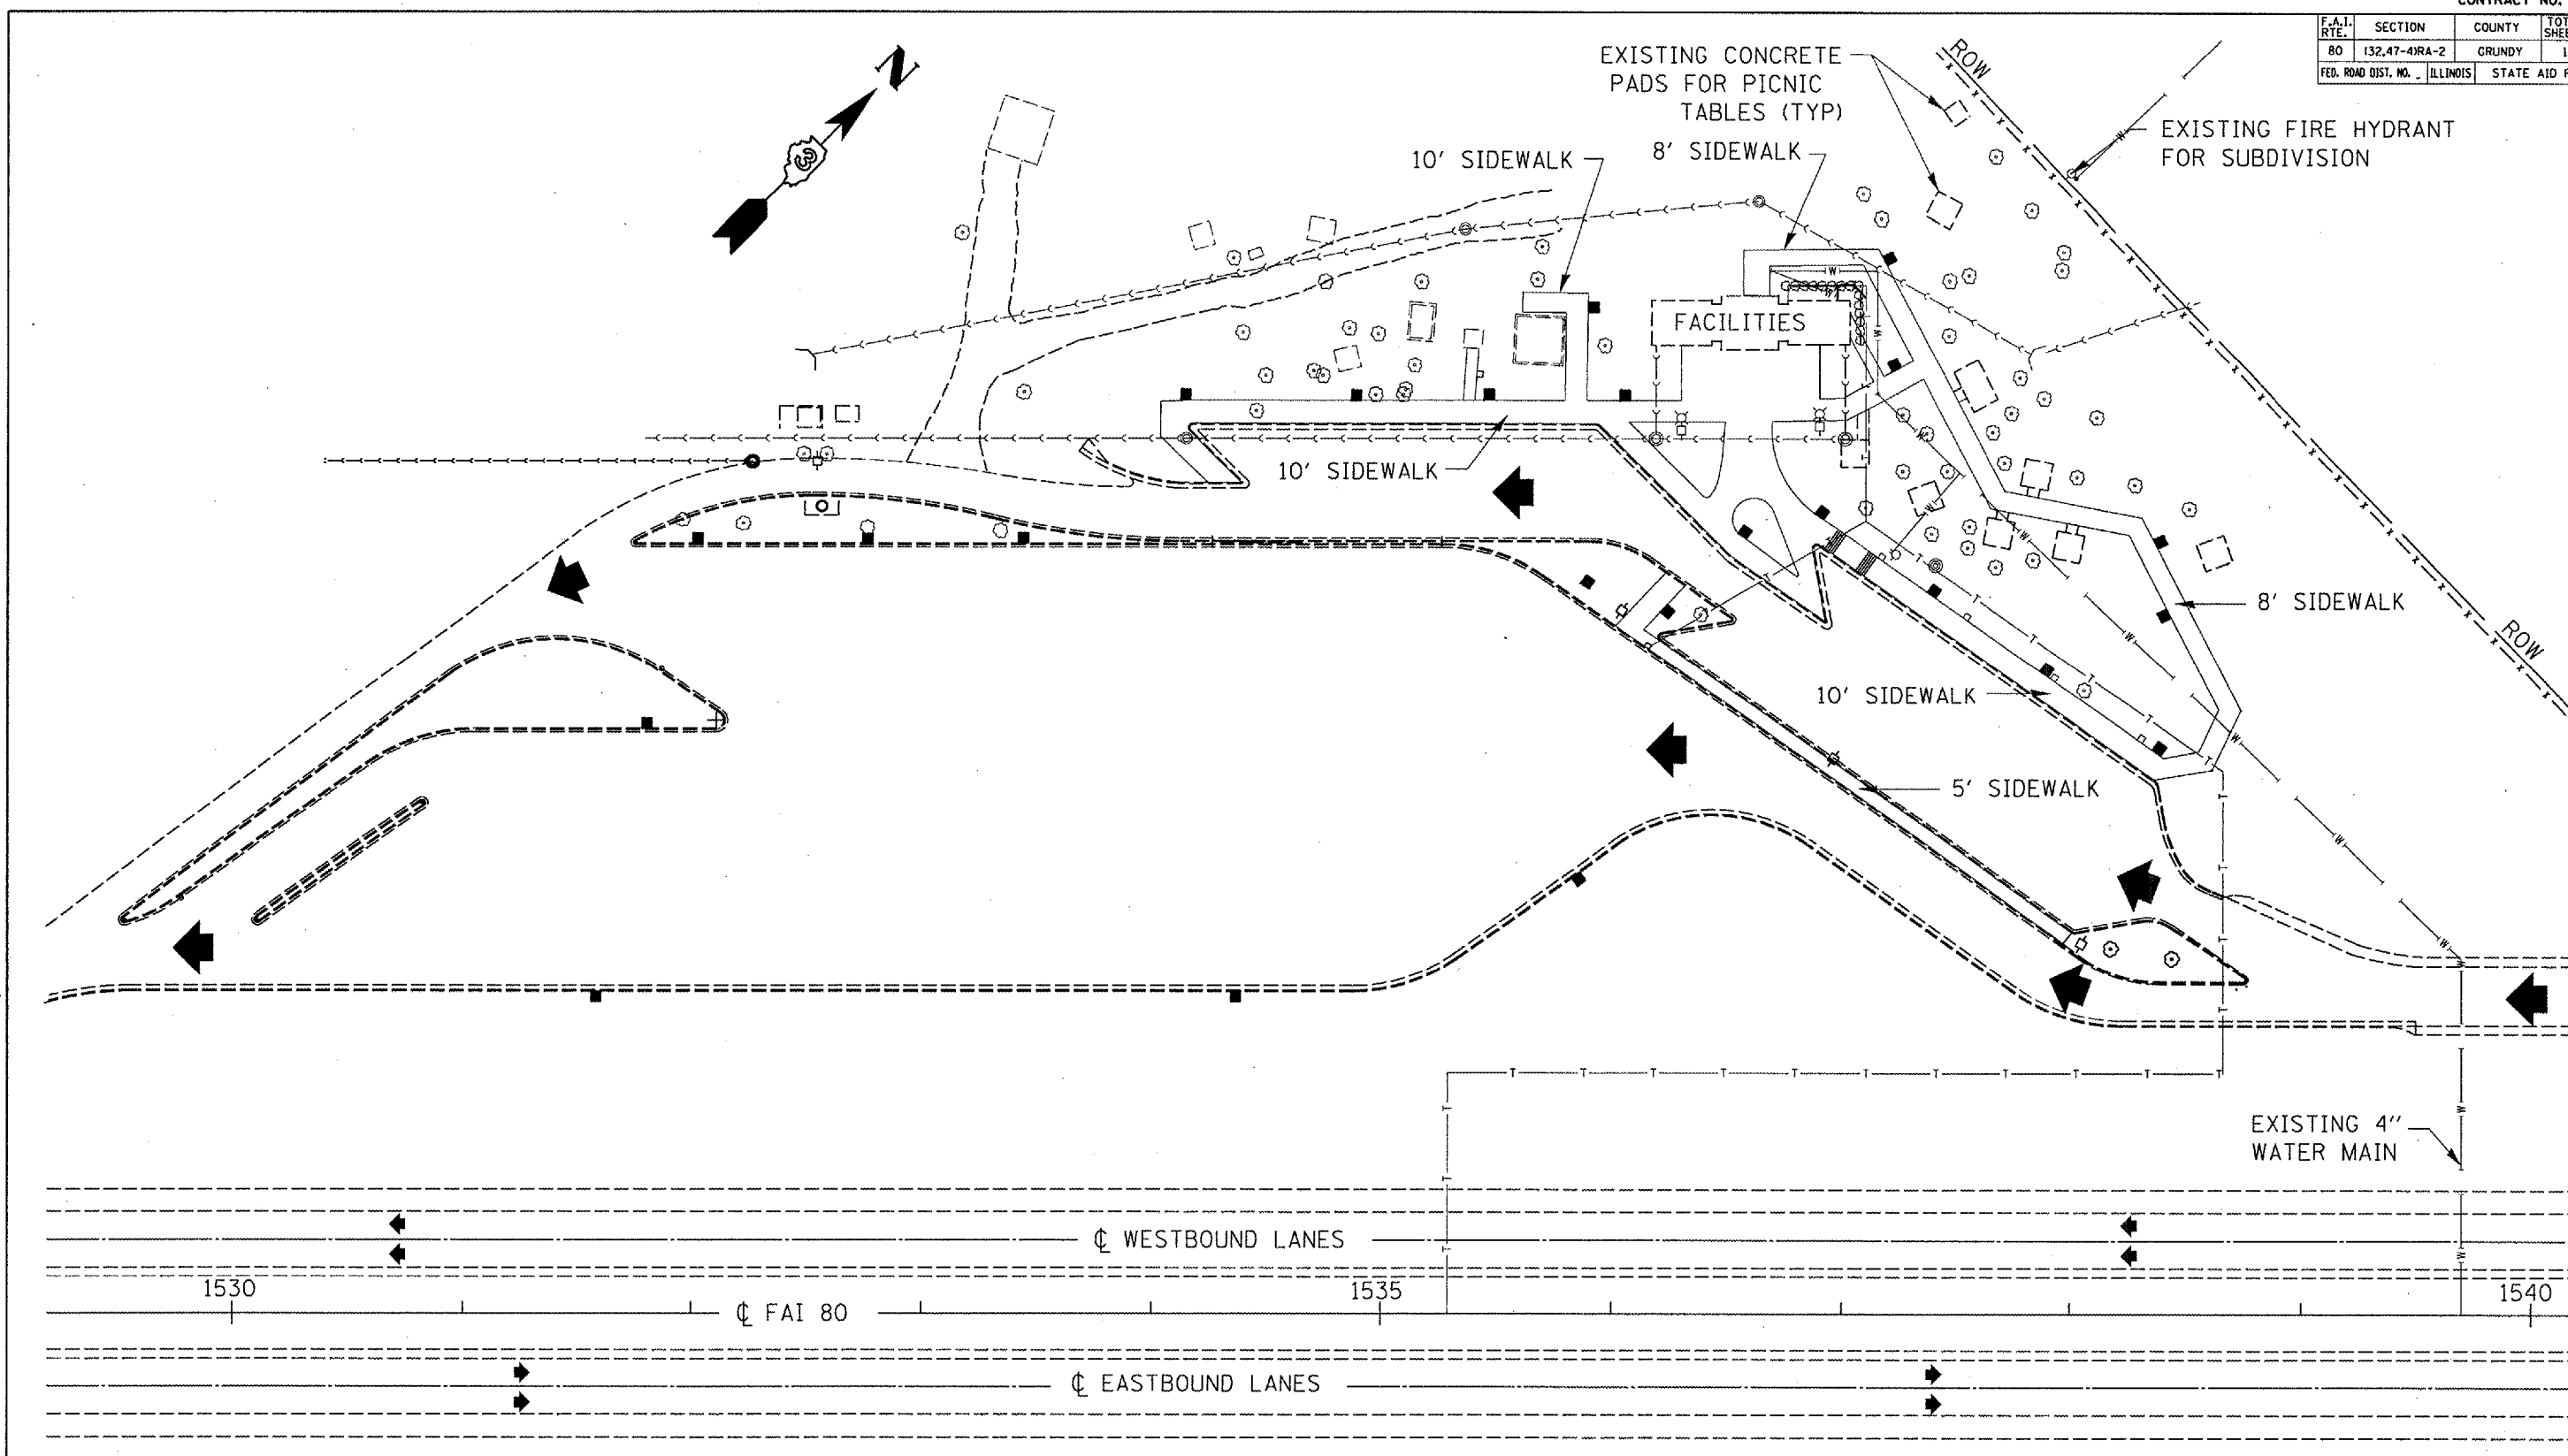 CONTRACT NO.
F.A.I. RTE. SECTION COUNTY
80 (32,47-4)RA-2 GRUNDY 1
FED. ROAD DIST. NO. ILLINOIS STATE AID
N
3
EXISTING CONCRETE
PADS FOR PICNIC
TABLES (TYP)
ROW
EXISTING FIRE HYDRANT
FOR SUBDIVISION
10' SIDEWALK
8' SIDEWALK
FACILITIES
10' SIDEWALK
8' SIDEWALK
ROW
10' SIDEWALK
5' SIDEWALK
EXISTING 4"
WATER MAIN
℄ WESTBOUND LANES
1530
1535
1540
℄ FAI 80
℄ EASTBOUND LANES